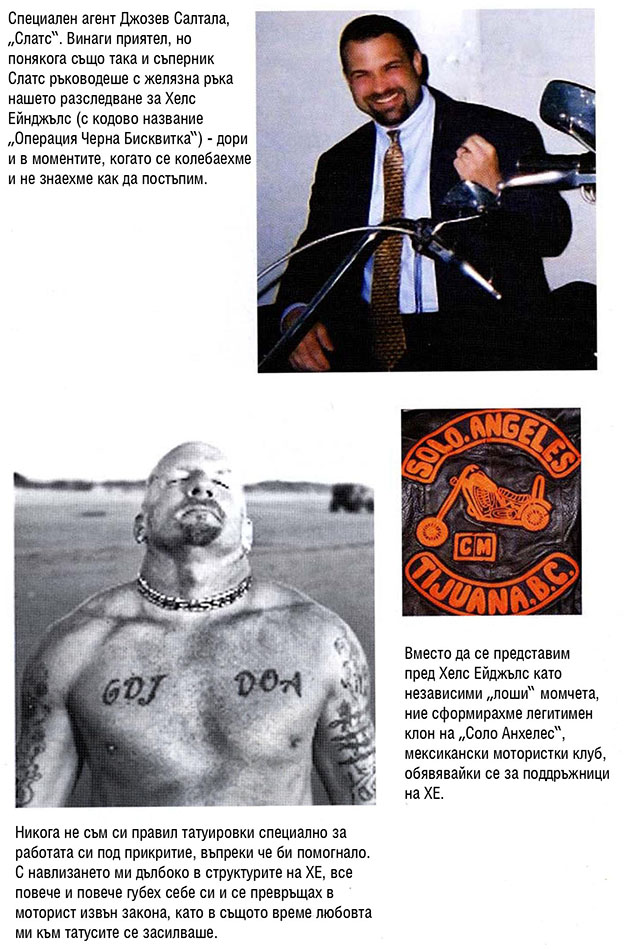 Специален агент Джозев Салтала,
„Слатс“. Винаги приятел, но
понякога също така и съперник
Слатс ръководеше с желязна ръка
нашето разследване за Хелс
Ейнджълс (с кодово название
„Операция Черна Бисквитка“) - дори
и в моментите, когато се колебаехме
и не знаехме как да постъпим.
SOLO. ANGELES
CM
TIJUANA, B.C.
GDJ DOA
Вместо да се представим
пред Хелс Ейджълс като
независими „лоши“ момчета,
ние сформирахме легитимен
клон на „Соло Анхелес“,
мексикански мотористки клуб,
обявявайки се за поддръжници
на ХЕ.
Никога не съм си правил татуировки специално за
работата си под прикритие, въпреки че би помогнало.
С навлизането ми дълбоко в структурите на ХЕ, все
повече и повече губех себе си и се превръщах в
моторист извън закона, като в същото време любовта
ми към татусите се засилваше.